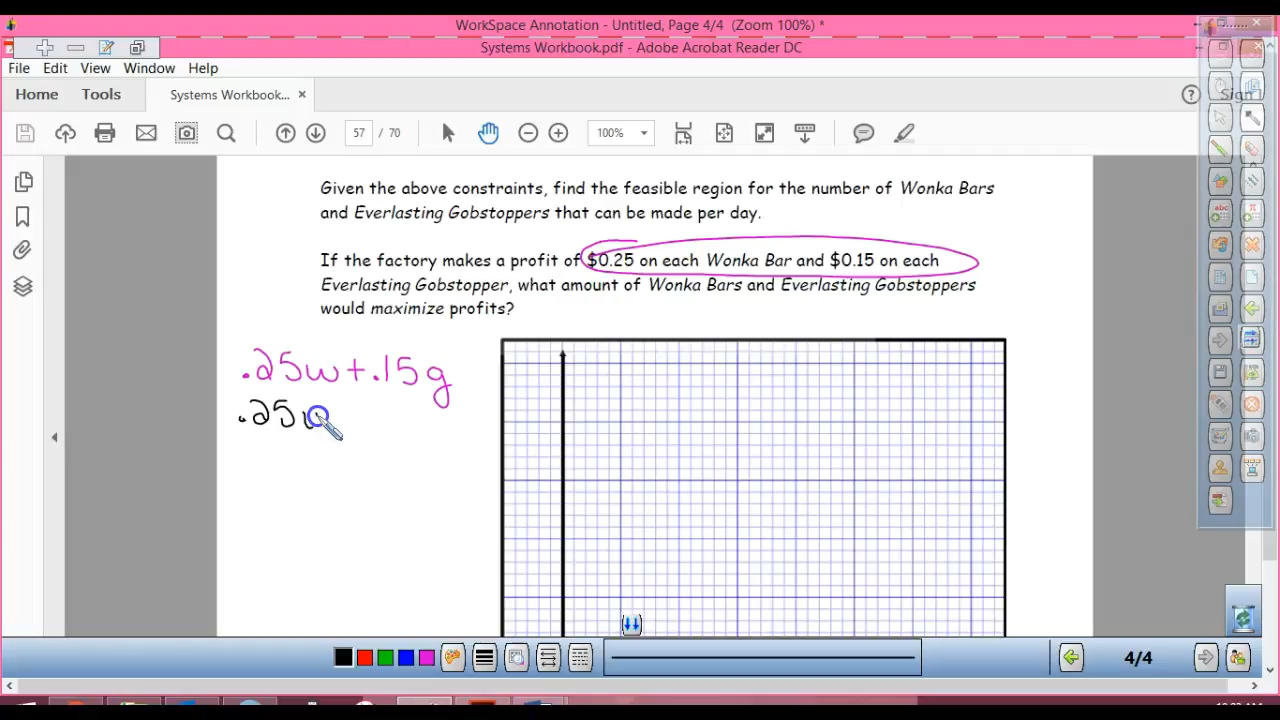 WorkSpace Annotation - Untitled, Page 4/4 (Zoom 100%) *
Systems Workbook.pdf - Adobe Acrobat Reader DC
File Edit View Window Help
Home Tools Systems Workbook... ×
Sign I
57 / 70 100%
Given the above constraints, find the feasible region for the number of Wonka Bars
and Everlasting Gobstoppers that can be made per day.
If the factory makes a profit of $0.25 on each Wonka Bar and $0.15 on each
Everlasting Gobstopper, what amount of Wonka Bars and Everlasting Gobstoppers
would maximize profits?
.25w+.15g
.25
4/4